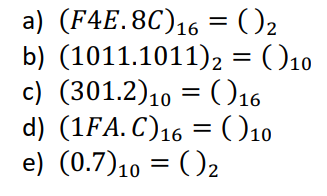 a) (F4E.8C)₁₆ = ( )₂
b) (1011.1011)₂ = ( )₁₀
c) (301.2)₁₀ = ( )₁₆
d) (1FA.C)₁₆ = ( )₁₀
e) (0.7)₁₀ = ( )₂